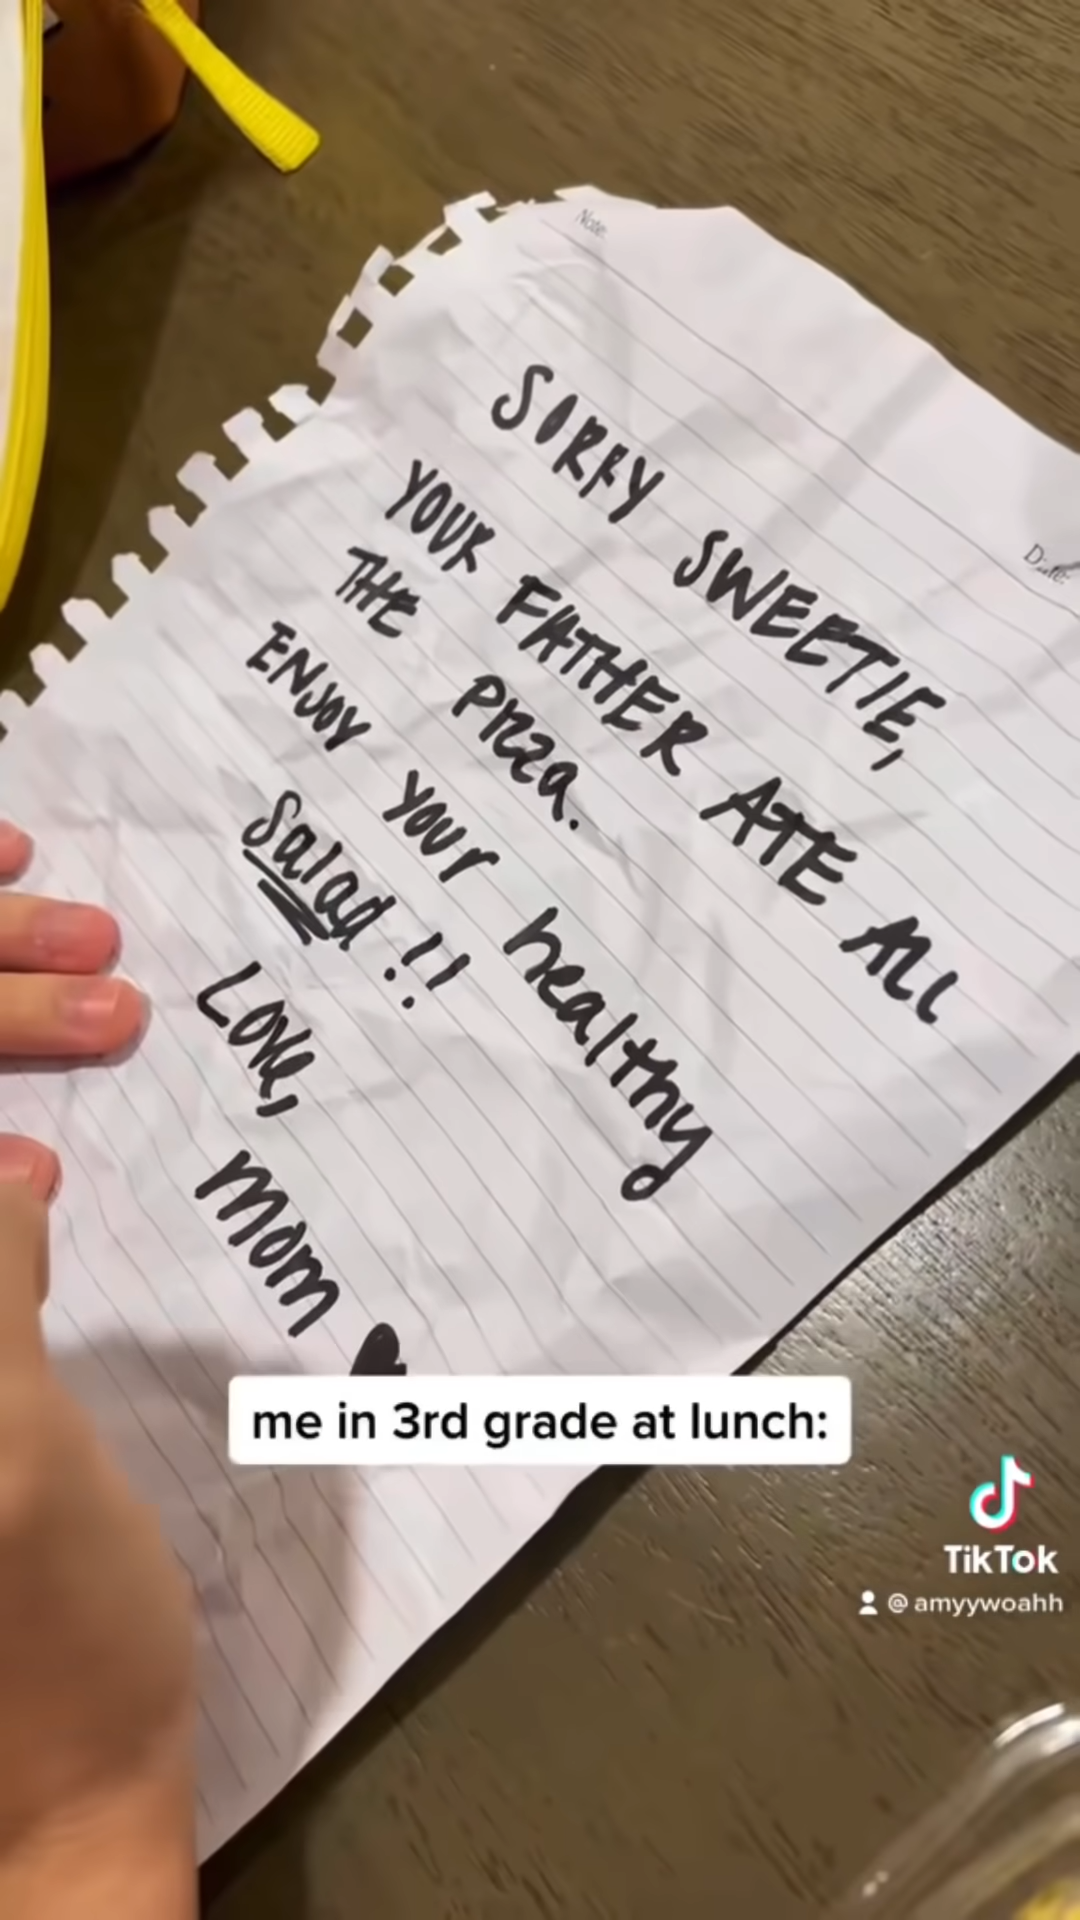 Note:
Date:
SORRY SWEETIE,
YOUR FATHER ATE ALL
THE PIZZA.
ENJOY YOUR healthy
Salad!!
LOVE,
mom
me in 3rd grade at lunch:
TikTok
@amyywoahh